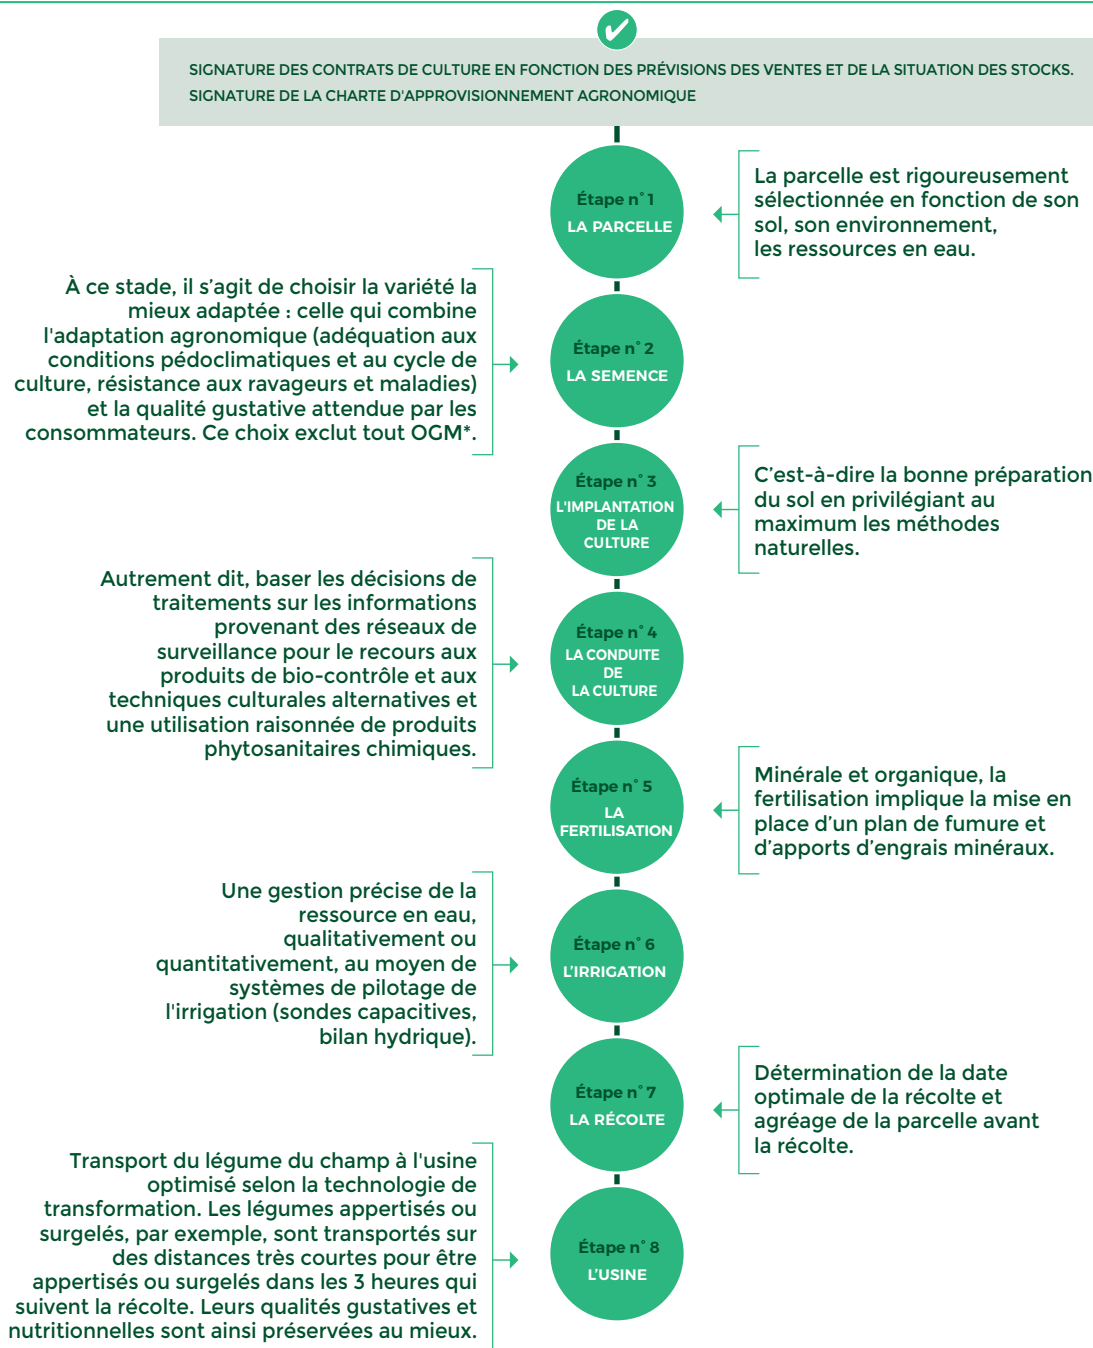 SIGNATURE DES CONTRATS DE CULTURE EN FONCTION DES PRÉVISIONS DES VENTES ET DE LA SITUATION DES STOCKS.
SIGNATURE DE LA CHARTE D'APPROVISIONNEMENT AGRONOMIQUE
Étape n°1
LA PARCELLE
La parcelle est rigoureusement
sélectionnée en fonction de son
sol, son environnement,
les ressources en eau.
Étape n°2
LA SEMENCE
À ce stade, il s’agit de choisir la variété la
mieux adaptée : celle qui combine
l'adaptation agronomique (adéquation aux
conditions pédoclimatiques et au cycle de
culture, résistance aux ravageurs et maladies)
et la qualité gustative attendue par les
consommateurs. Ce choix exclut tout OGM*.
Étape n°3
L'IMPLANTATION
DE LA
CULTURE
C’est-à-dire la bonne préparation
du sol en privilégiant au
maximum les méthodes
naturelles.
Étape n°4
LA CONDUITE
DE
LA CULTURE
Autrement dit, baser les décisions de
traitements sur les informations
provenant des réseaux de
surveillance pour le recours aux
produits de bio-contrôle et aux
techniques culturales alternatives et
une utilisation raisonnée de produits
phytosanitaires chimiques.
Étape n°5
LA
FERTILISATION
Minérale et organique, la
fertilisation implique la mise en
place d’un plan de fumure et
d’apports d’engrais minéraux.
Étape n°6
L’IRRIGATION
Une gestion précise de la
ressource en eau,
qualitativement ou
quantitativement, au moyen de
systèmes de pilotage de
l'irrigation (sondes capacitives,
bilan hydrique).
Étape n°7
LA RÉCOLTE
Détermination de la date
optimale de la récolte et
agréage de la parcelle avant
la récolte.
Étape n°8
L’USINE
Transport du légume du champ à l'usine
optimisé selon la technologie de
transformation. Les légumes appertisés ou
surgelés, par exemple, sont transportés sur
des distances très courtes pour être
appertisés ou surgelés dans les 3 heures qui
suivent la récolte. Leurs qualités gustatives et
nutritionnelles sont ainsi préservées au mieux.